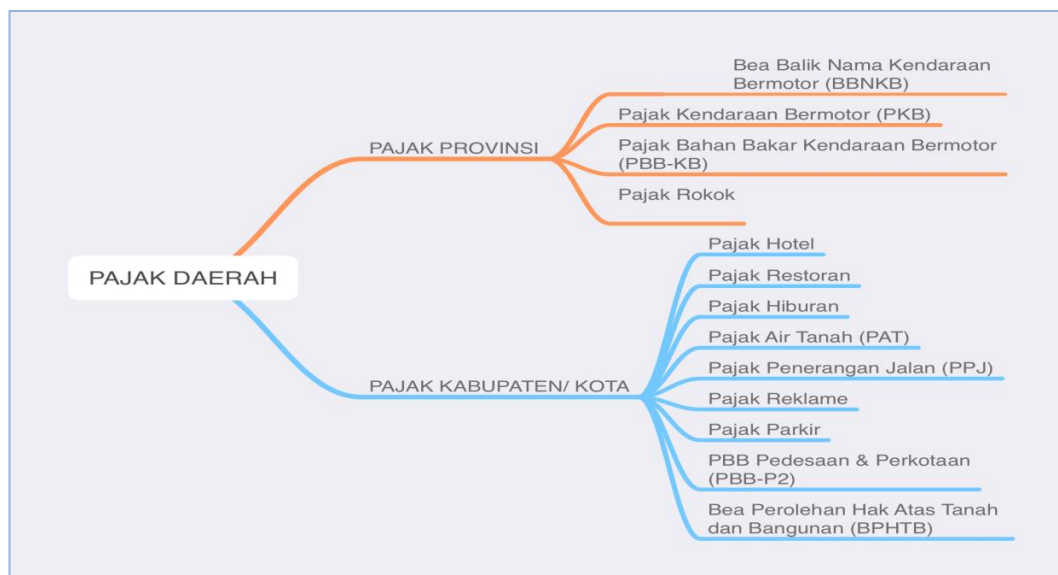 PAJAK DAERAH
PAJAK PROVINSI
Bea Balik Nama Kendaraan
Bermotor (BBNKB)
Pajak Kendaraan Bermotor (PKB)
Pajak Bahan Bakar Kendaraan Bermotor
(PBB-KB)
Pajak Rokok
PAJAK KABUPATEN/ KOTA
Pajak Hotel
Pajak Restoran
Pajak Hiburan
Pajak Air Tanah (PAT)
Pajak Penerangan Jalan (PPJ)
Pajak Reklame
Pajak Parkir
PBB Pedesaan & Perkotaan
(PBB-P2)
Bea Perolehan Hak Atas Tanah
dan Bangunan (BPHTB)